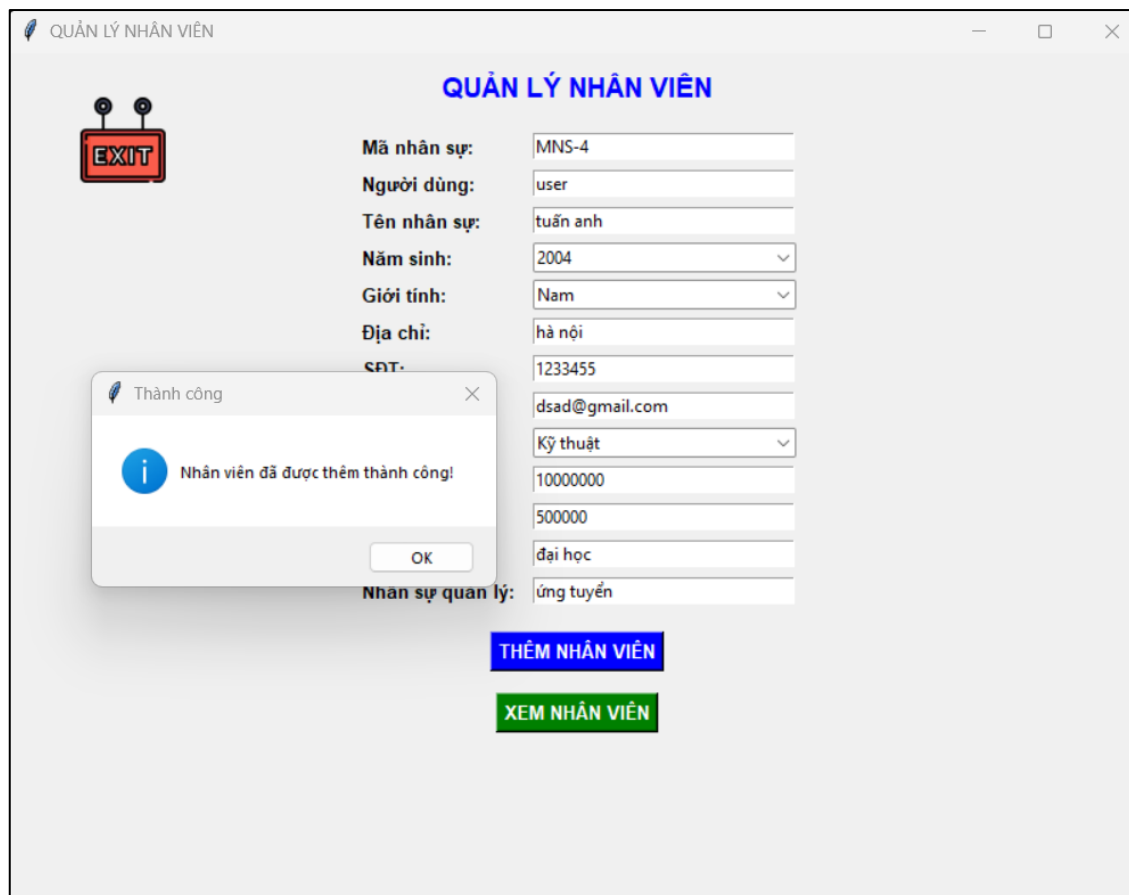 QUẢN LÝ NHÂN VIÊN
QUẢN LÝ NHÂN VIÊN
EXIT
Mã nhân sự: MNS-4
Người dùng: user
Tên nhân sự: tuấn anh
Năm sinh: 2004
Giới tính: Nam
Địa chỉ: hà nội
SĐT: 1233455
Thành công
dsad@gmail.com
Kỹ thuật
Nhân viên đã được thêm thành công!
10000000
500000
OK
đại học
Nhân sự quản lý: ứng tuyển
THÊM NHÂN VIÊN
XEM NHÂN VIÊN